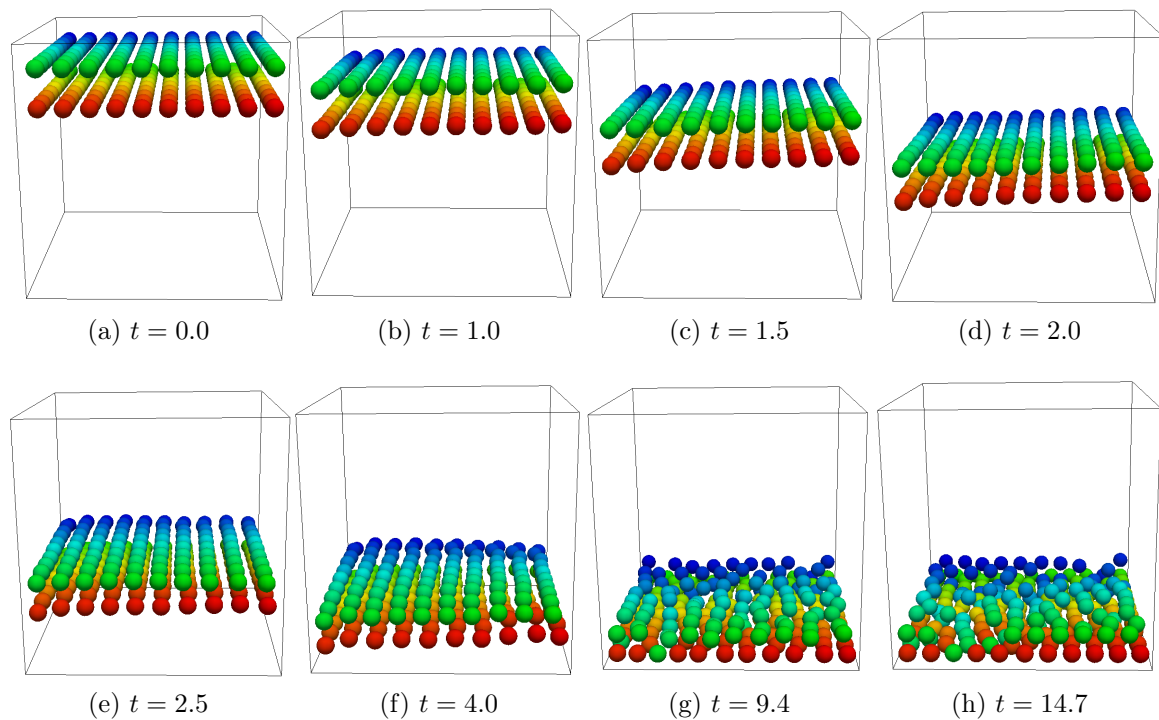 (a) t = 0.0
(b) t = 1.0
(c) t = 1.5
(d) t = 2.0
(e) t = 2.5
(f) t = 4.0
(g) t = 9.4
(h) t = 14.7